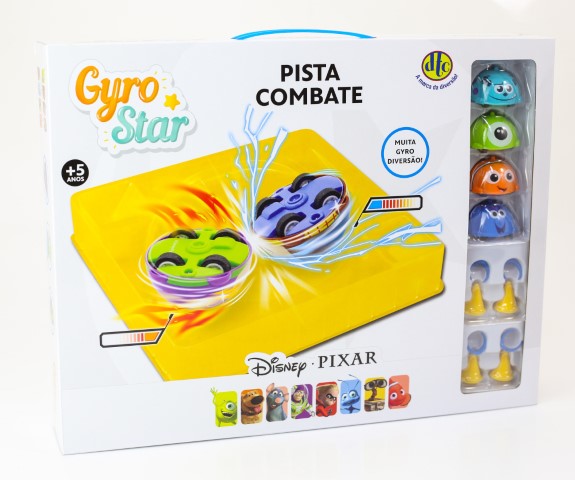 Gyro
Star
PISTA
COMBATE
dtc
A marca da diversão!
MUITA
GYRO
DIVERSÃO!
+5
ANOS
Disney · PIXAR